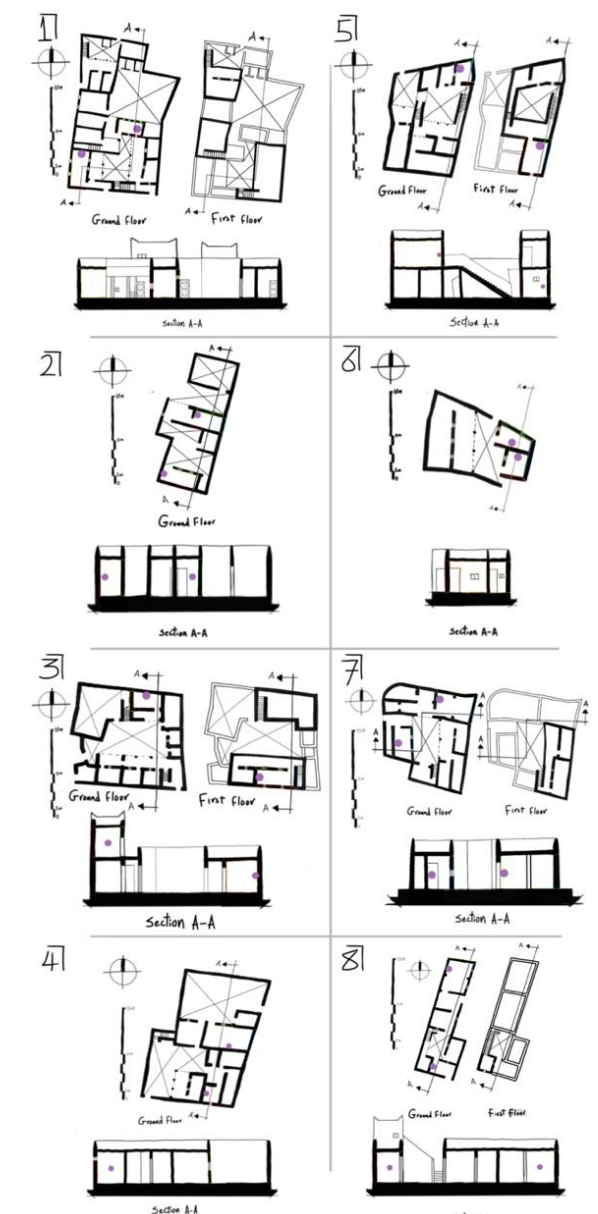 1
A
A
A
Ground floor
First floor
Section A-A
5
A
A
A
A
Ground Floor
First Floor
Section A-A
2
A
A
Ground Floor
Section A-A
6
A
A
Section A-A
3
A
A
A
A
Ground Floor
First Floor
Section A-A
7
A
A
A
A
Ground Floor
First Floor
Section A-A
4
A
A
Ground Floor
Section A-A
8
A
A
A
A
Ground Floor
First Floor